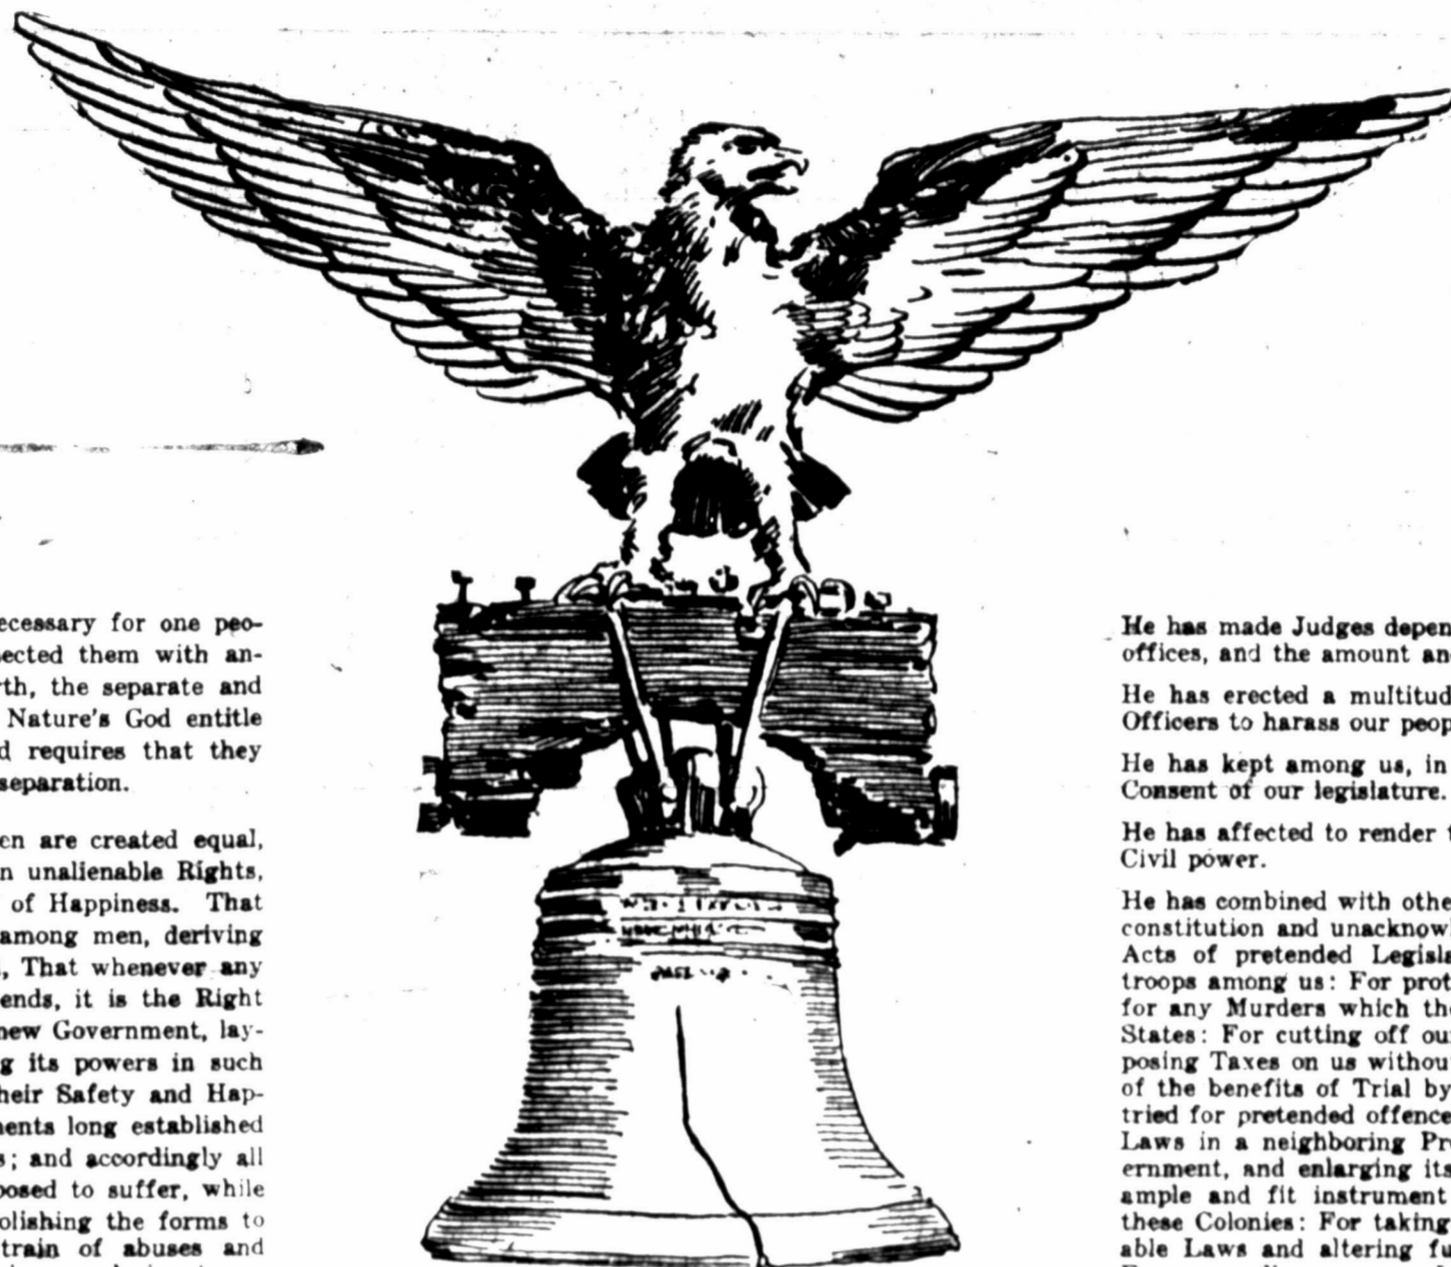 ecessary for one peo-
ected them with an-
rth, the separate and
Nature's God entitle
d requires that they
separation.
en are created equal,
n unalienable Rights,
of Happiness. That
among men, deriving
, That whenever any
ends, it is the Right
new Government, lay-
g its powers in such
heir Safety and Hap-
ments long established
s; and accordingly all
posed to suffer, while
olishing the forms to
train of abuses and
He has made Judges depen
offices, and the amount an
He has erected a multitud
Officers to harass our peop
He has kept among us, in
Consent of our legislature.
He has affected to render t
Civil power.
He has combined with othe
constitution and unacknowl
Acts of pretended Legisla
troops among us: For prot
for any Murders which the
States: For cutting off ou
posing Taxes on us withou
of the benefits of Trial by
tried for pretended offence
Laws in a neighboring Pro
ernment, and enlarging its
ample and fit instrument
these Colonies: For taking
able Laws and altering fu